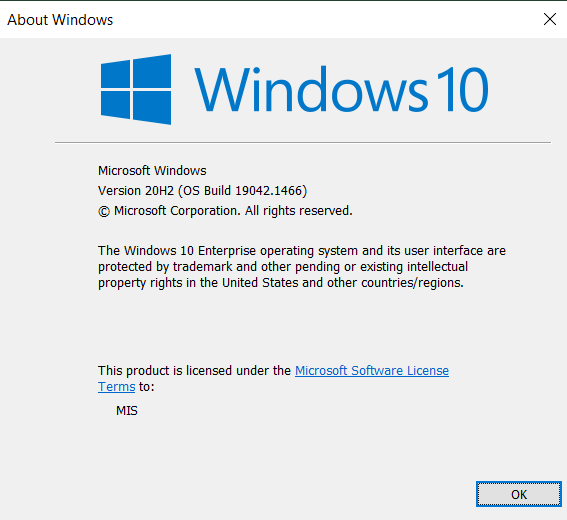 About Windows
Windows 10
Microsoft Windows
Version 20H2 (OS Build 19042.1466)
© Microsoft Corporation. All rights reserved.
The Windows 10 Enterprise operating system and its user interface are
protected by trademark and other pending or existing intellectual
property rights in the United States and other countries/regions.
This product is licensed under the Microsoft Software License
Terms to:
MIS
OK